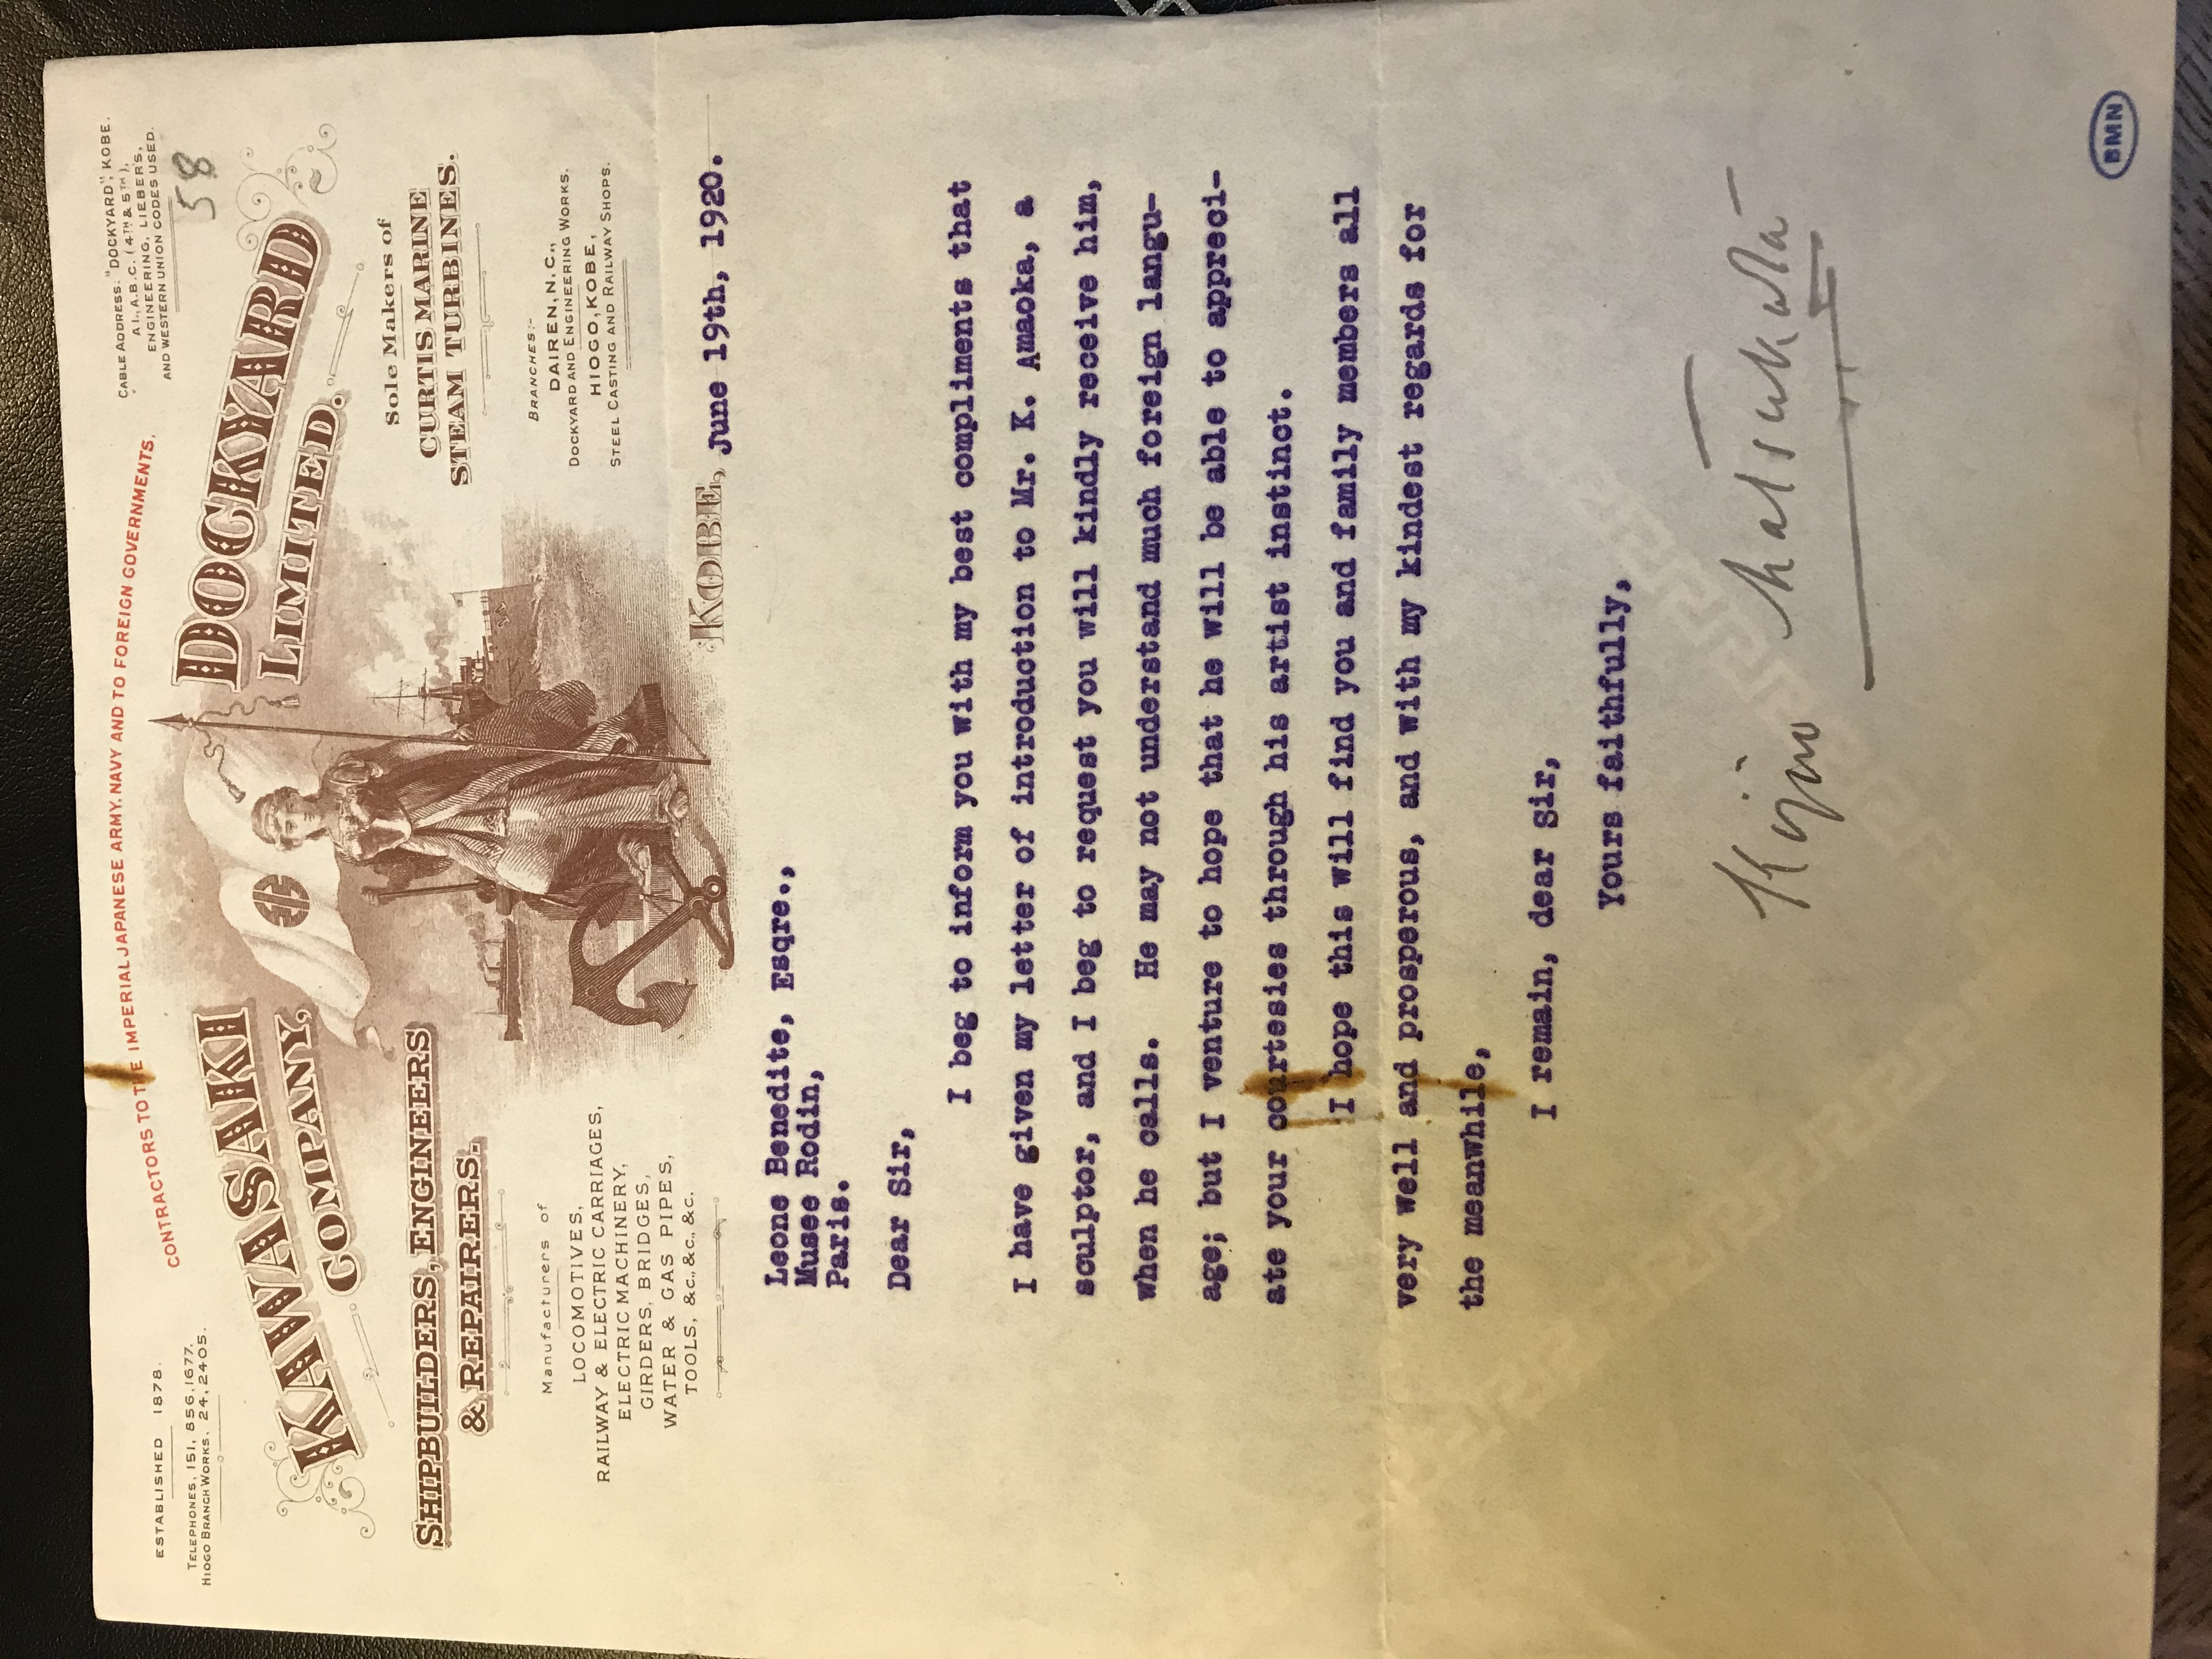 CONTRACTORS TO THE IMPERIAL JAPANESE ARMY, NAVY AND TO FOREIGN GOVERNMENTS.
ESTABLISHED 1878.
TELEPHONES, 151, 856, 1677.
HIOGO BRANCH WORKS. 24, 2405.
CABLE ADDRESS: "DOCKYARD", KOBE.
A1., A.B.C. (4TH & 5TH),
ENGINEERING, LIEBER'S,
AND WESTERN UNION CODES USED.
58
KAWASAKI DOCKYARD
COMPANY, LIMITED.
SHIPBUILDERS, ENGINEERS
& REPAIRERS.
Manufacturers of
LOCOMOTIVES,
RAILWAY & ELECTRIC CARRIAGES,
ELECTRIC MACHINERY,
GIRDERS, BRIDGES,
WATER & GAS PIPES,
TOOLS, &c., &c., &c.
Sole Makers of
CURTIS MARINE
STEAM TURBINES.
BRANCHES:-
DAIREN, N. C.,
DOCKYARD AND ENGINEERING WORKS.
HIOGO, KOBE,
STEEL CASTING AND RAILWAY SHOPS.
KOBE, June 19th, 1920.
Leone Benedite, Esqre.,
Musee Rodin,
Paris.
Dear Sir,
I beg to inform you with my best compliments that
I have given my letter of introduction to Mr. K. Amaoka, a
sculptor, and I beg to request you will kindly receive him,
when he calls. He may not understand much foreign langu-
age; but I venture to hope that he will be able to appreci-
ate your courtesies through his artist instinct.
I hope this will find you and family members all
very well and prosperous, and with my kindest regards for
the meanwhile,
I remain, dear Sir,
Yours faithfully,
Kojiro Matsukata
BMN